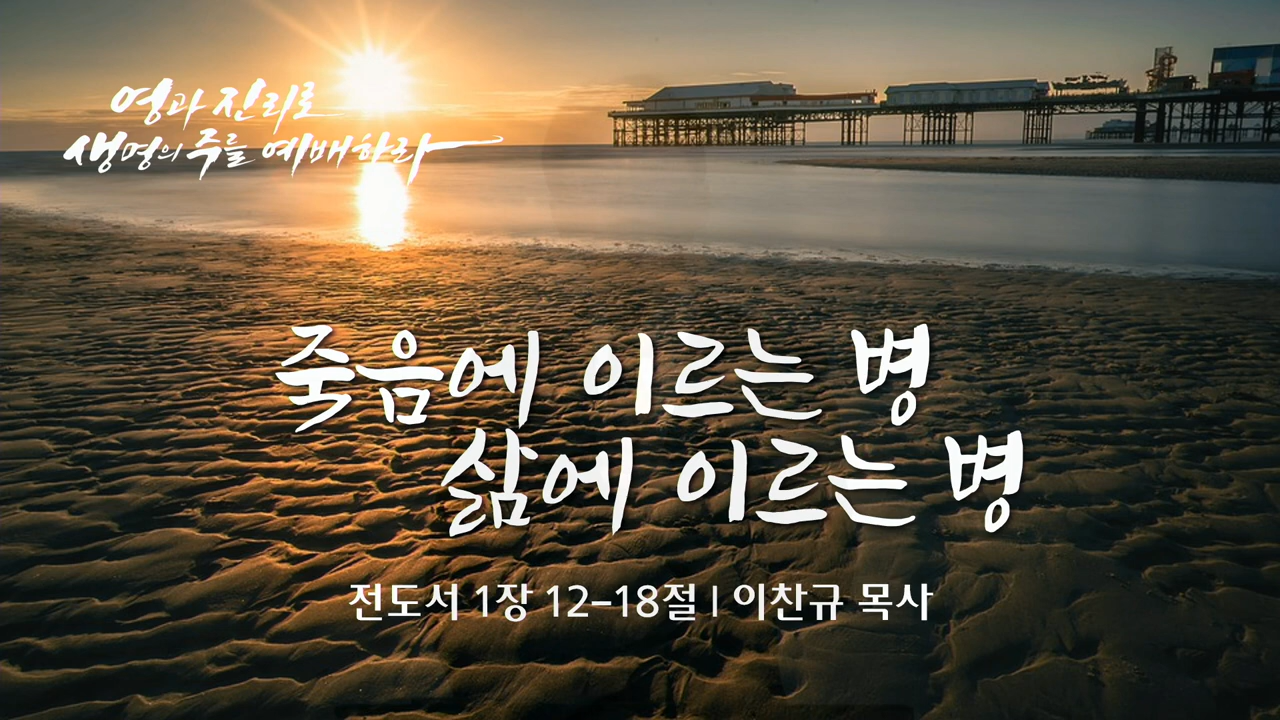 영과 진리로
생명의 주를 예배하라
죽음에 이르는 병
삶에 이르는 병
전도서 1장 12-18절 | 이찬규 목사